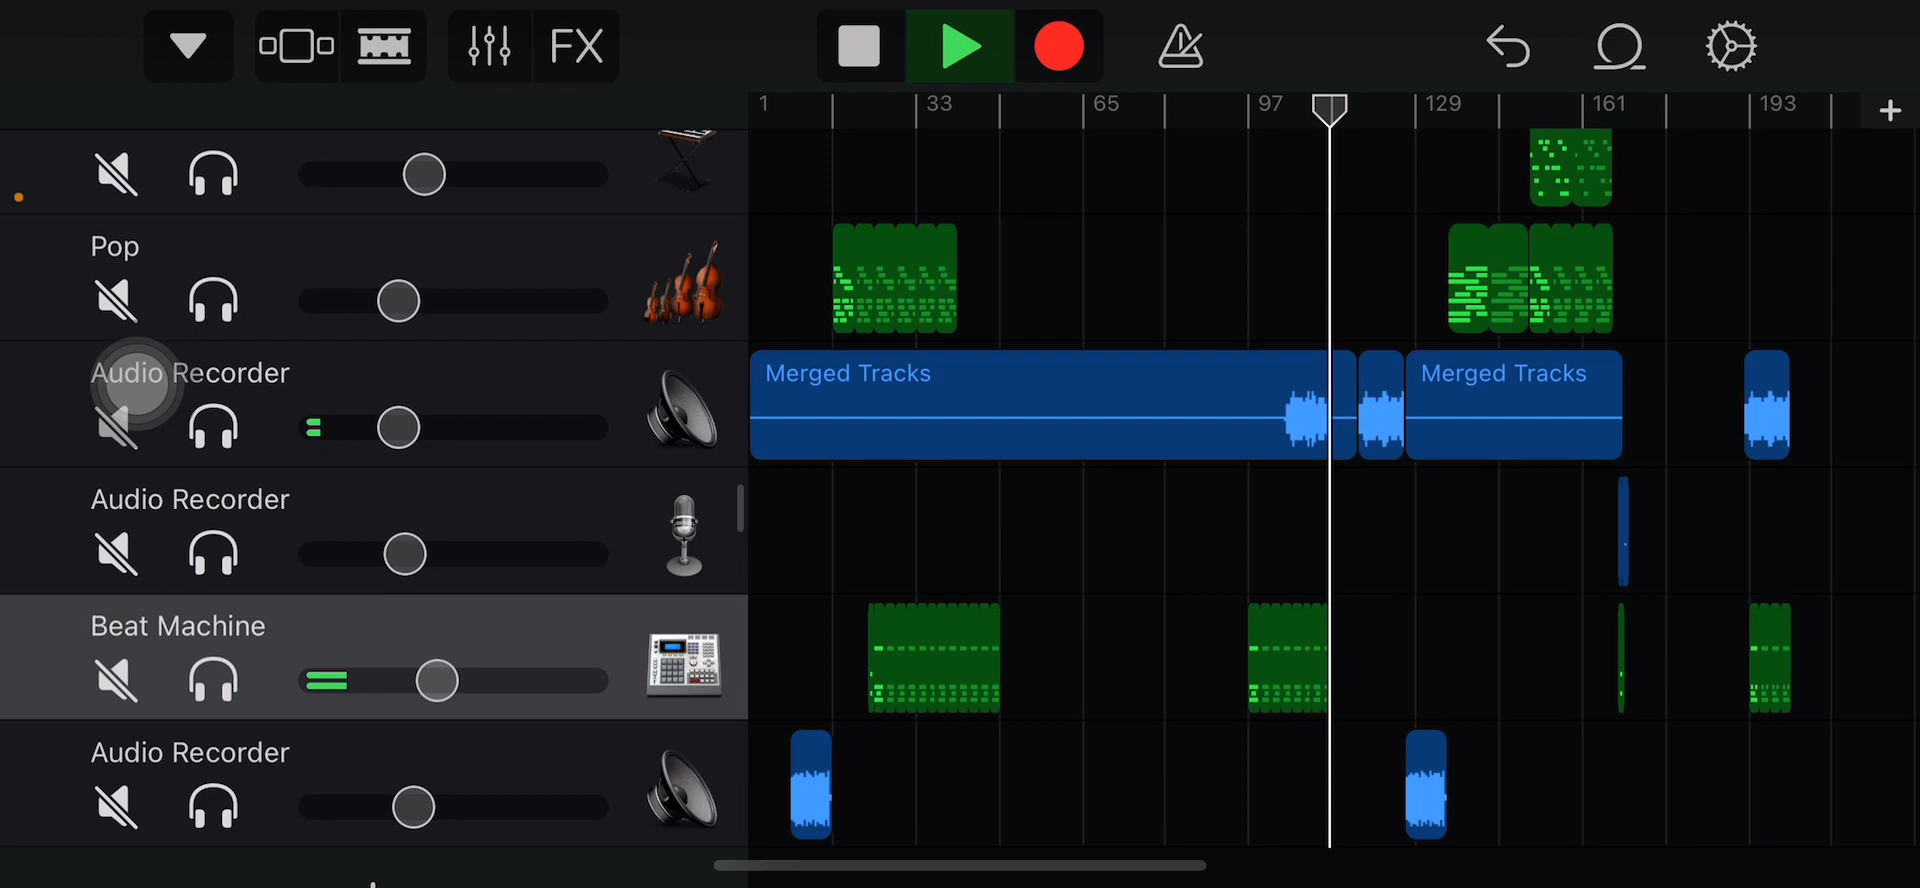 FX
1 33 65 97 129 161 193
Pop
Audio Recorder
Merged Tracks
Merged Tracks
Audio Recorder
Beat Machine
Audio Recorder